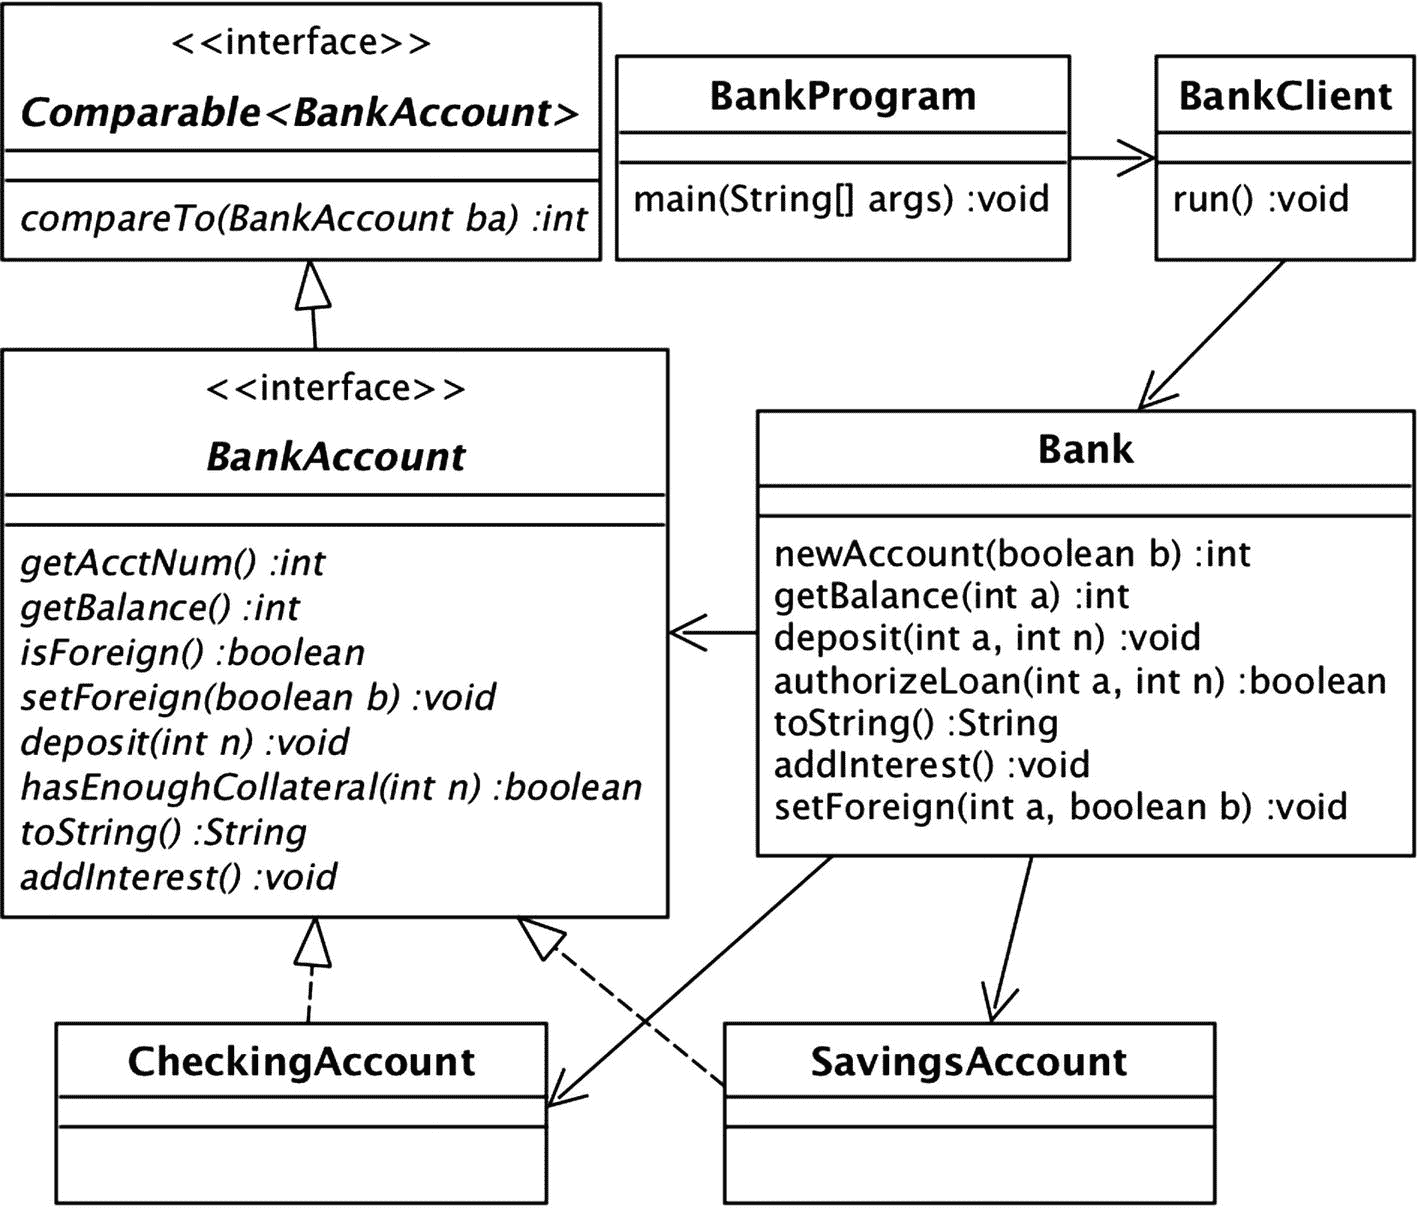 <<interface>>
Comparable<BankAccount>
compareTo(BankAccount ba) :int
BankProgram
main(String[] args) :void
BankClient
run() :void
<<interface>>
BankAccount
getAcctNum() :int
getBalance() :int
isForeign() :boolean
setForeign(boolean b) :void
deposit(int n) :void
hasEnoughCollateral(int n) :boolean
toString() :String
addInterest() :void
Bank
newAccount(boolean b) :int
getBalance(int a) :int
deposit(int a, int n) :void
authorizeLoan(int a, int n) :boolean
toString() :String
addInterest() :void
setForeign(int a, boolean b) :void
CheckingAccount
SavingsAccount